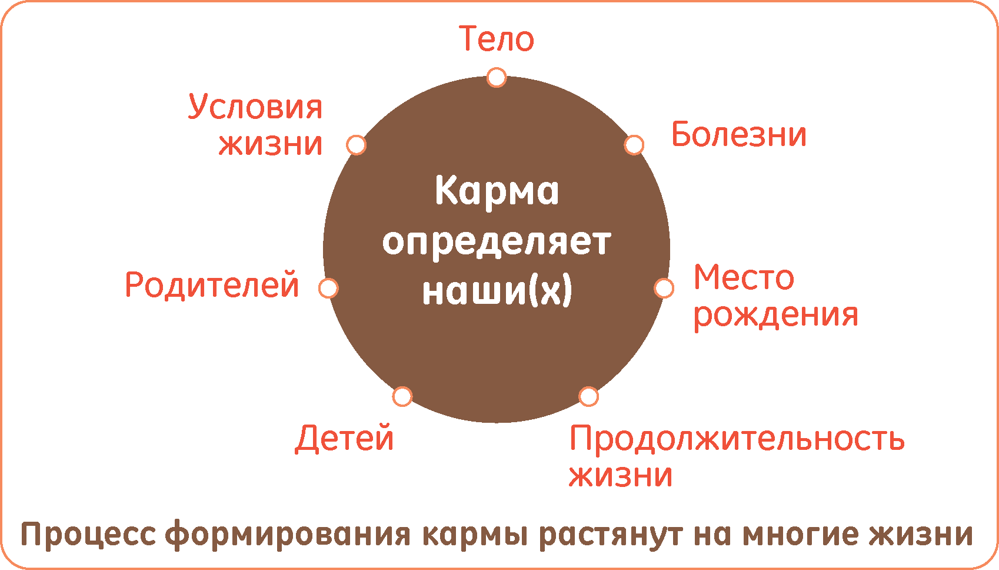 Тело
Условия
жизни
Болезни
Карма
определяет
наши(х)
Родителей
Место
рождения
Детей
Продолжительность
жизни
Процесс формирования кармы растянут на многие жизни